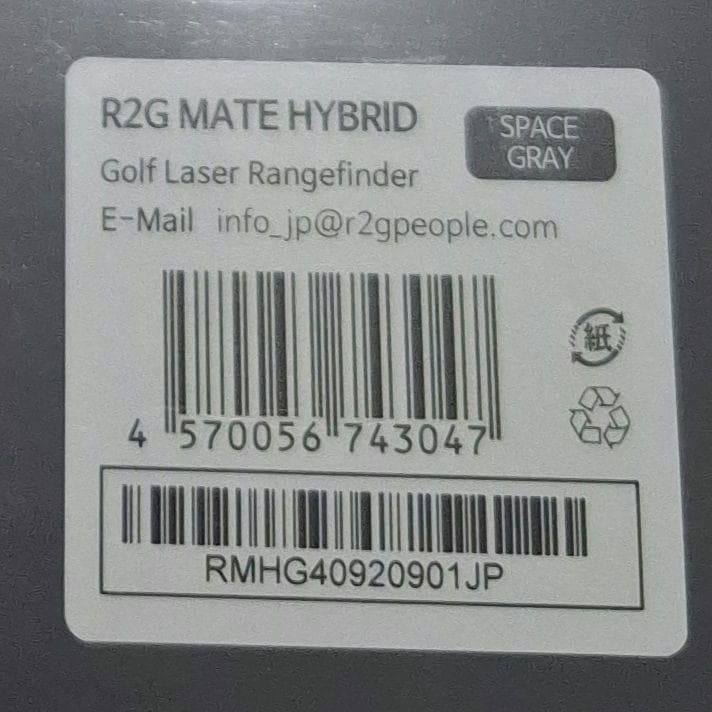 R2G MATE HYBRID
SPACE
GRAY
Golf Laser Rangefinder
E-Mail info_jp@r2gpeople.com
紙
4 570056 743047
RMHG40920901JP